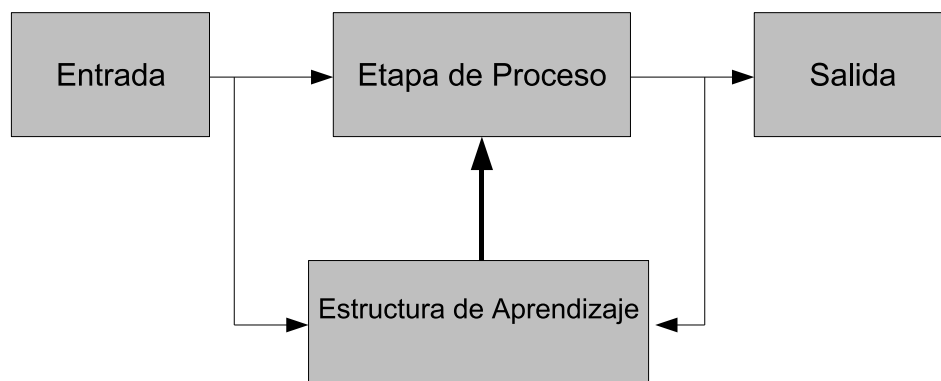 Entrada
Etapa de Proceso
Salida
Estructura de Aprendizaje